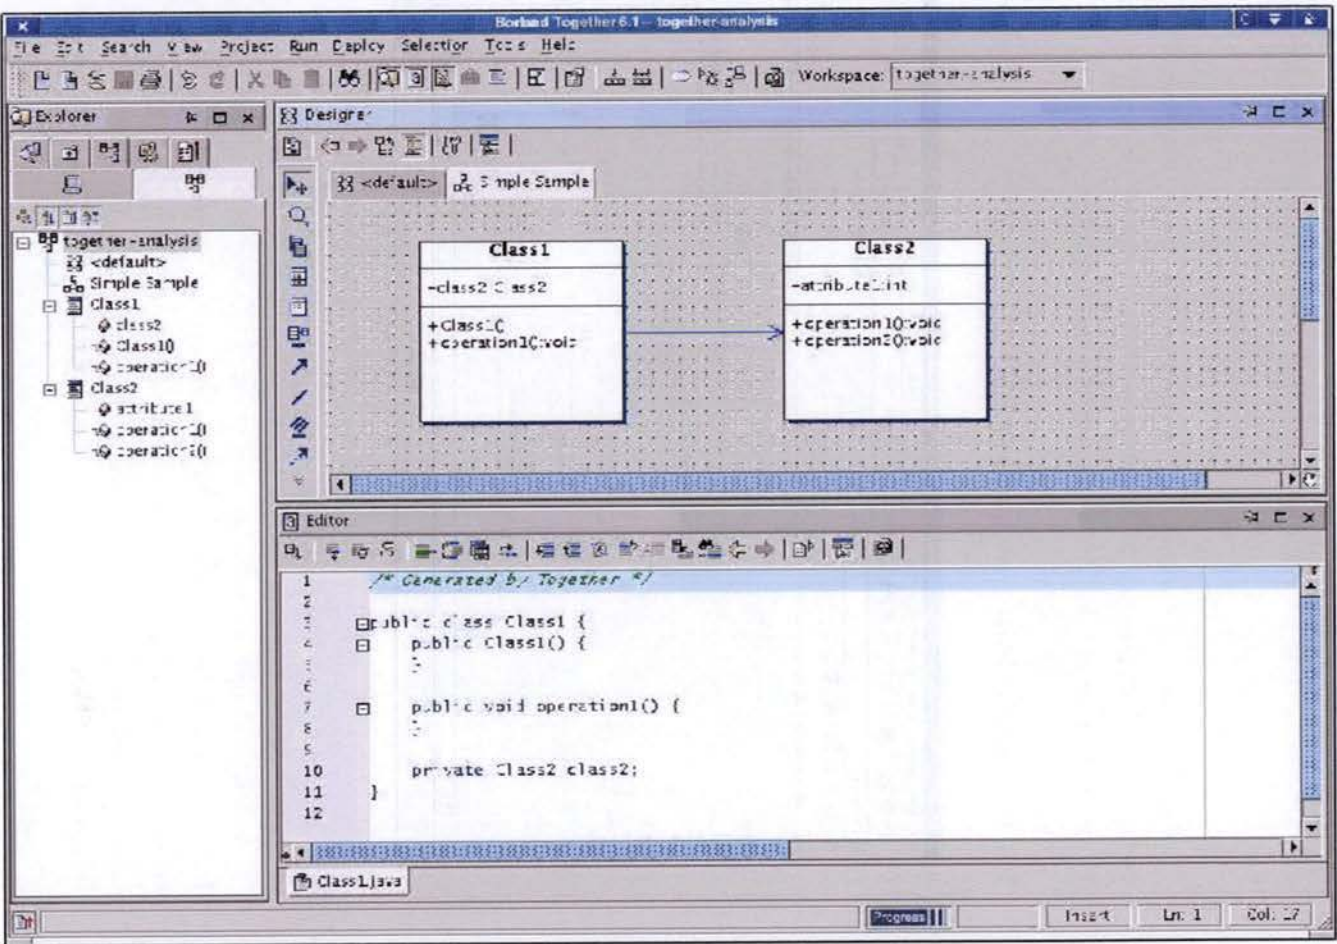 Borland Together 6.1 – together-analysis
File Edit Search View Project Run Deploy Selection Tools Help
Workspace: together-analysis
Explorer
together-analysis
<default>
Simple Sample
Class1
class2
Class1()
operation1()
Class2
attribute1
operation1()
operation2()
Designer
<default> Simple Sample
Class1
-class2:Class2
+Class1()
+operation1():void
Class2
-attribute1:int
+operation1():void
+operation2():void
Editor
1 /* Generated by Together */
2
3 public class Class1 {
4 public Class1() {
5 }
6
7 public void operation1() {
8 }
9
10 private Class2 class2;
11 }
12
Class1.java
Progress Insert Ln: 1 Col: 17